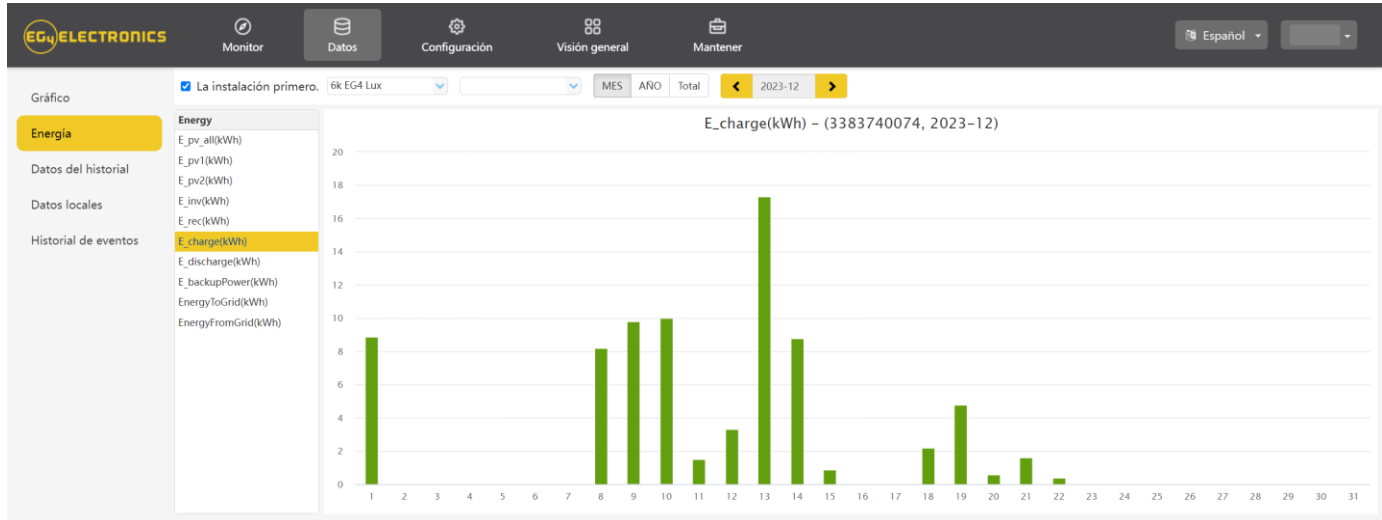 EG4 ELECTRONICS
Monitor
Datos
Configuración
Visión general
Mantener
Español
Gráfico
Energía
Datos del historial
Datos locales
Historial de eventos
La instalación primero. 6k EG4 Lux MES AÑO Total 2023-12
Energy
E_pv_all(kWh)
E_pv1(kWh)
E_pv2(kWh)
E_inv(kWh)
E_rec(kWh)
E_charge(kWh)
E_discharge(kWh)
E_backupPower(kWh)
EnergyToGrid(kWh)
EnergyFromGrid(kWh)
E_charge(kWh) – (3383740074, 2023–12)
20
18
16
14
12
10
8
6
4
2
0
1 2 3 4 5 6 7 8 9 10 11 12 13 14 15 16 17 18 19 20 21 22 23 24 25 26 27 28 29 30 31